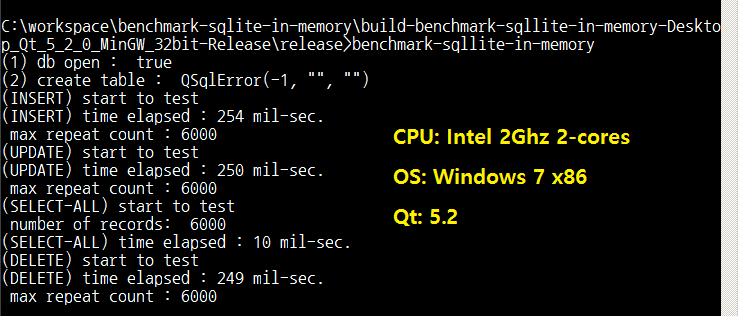 C:\workspace\benchmark-sqlite-in-memory\build-benchmark-sqllite-in-memory-Deskto
p_Qt_5_2_0_MinGW_32bit-Release\release>benchmark-sqllite-in-memory
(1) db open :  true
(2) create table :  QSqlError(-1, "", "")
(INSERT) start to test
(INSERT) time elapsed : 254 mil-sec.
 max repeat count : 6000
(UPDATE) start to test
(UPDATE) time elapsed : 250 mil-sec.
 max repeat count : 6000
(SELECT-ALL) start to test
 number of records:  6000
(SELECT-ALL) time elapsed : 10 mil-sec.
(DELETE) start to test
(DELETE) time elapsed : 249 mil-sec.
 max repeat count : 6000
CPU: Intel 2Ghz 2-cores
OS: Windows 7 x86
Qt: 5.2